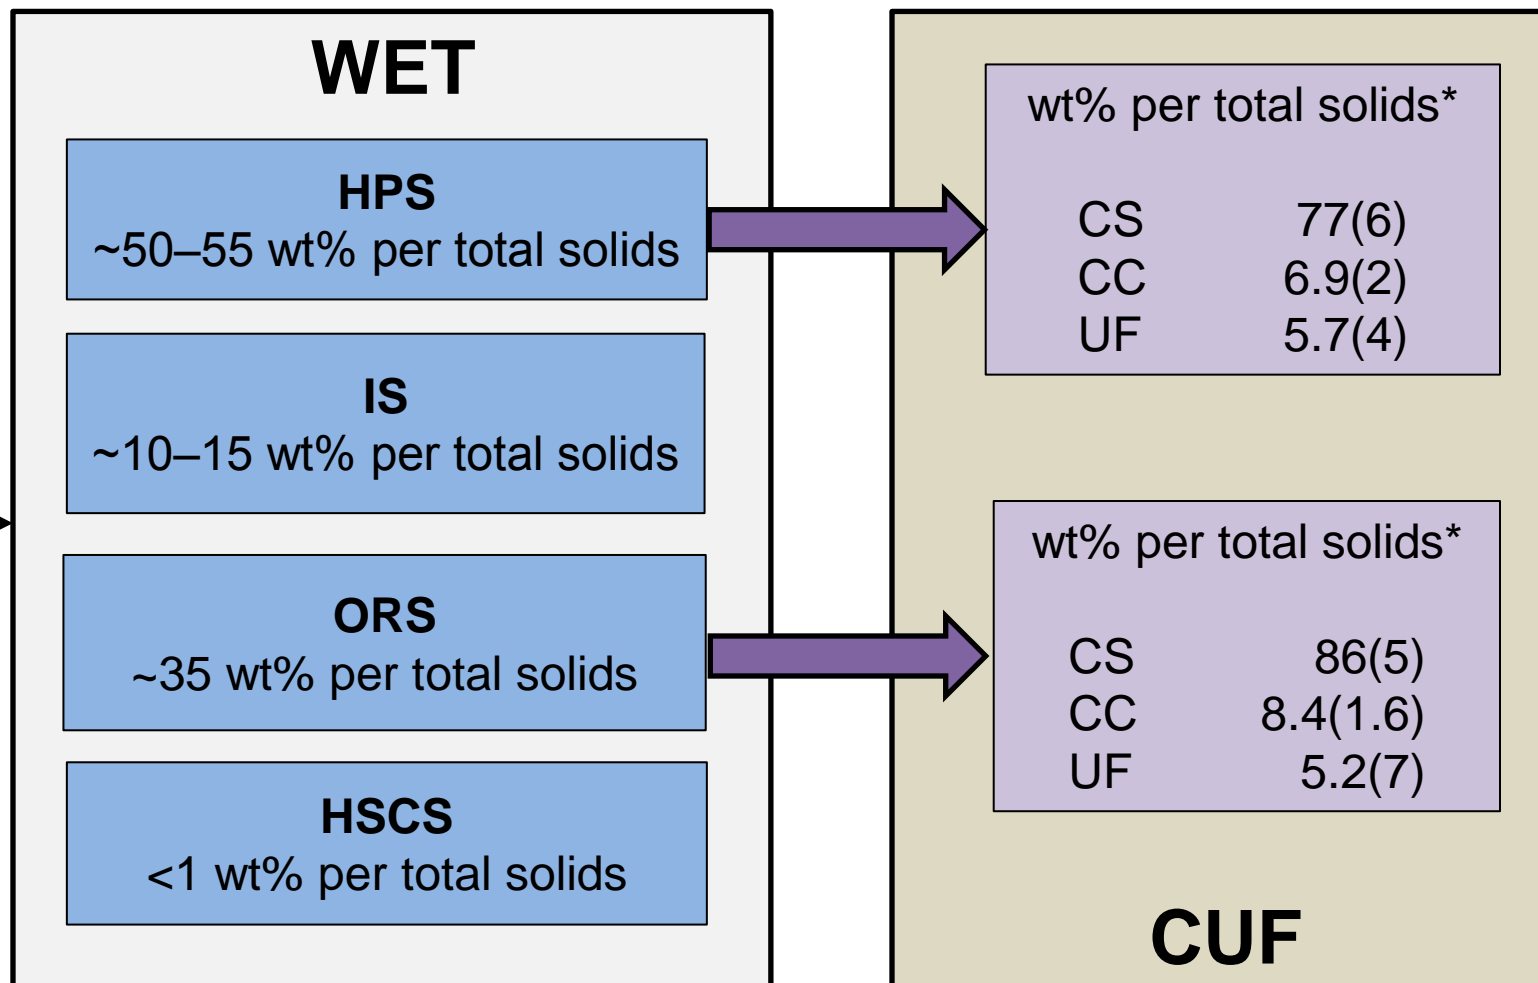 WET
HPS
~50–55 wt% per total solids
IS
~10–15 wt% per total solids
ORS
~35 wt% per total solids
HSCS
<1 wt% per total solids
wt% per total solids*
CS 77(6)
CC 6.9(2)
UF 5.7(4)
wt% per total solids*
CS 86(5)
CC 8.4(1.6)
UF 5.2(7)
CUF